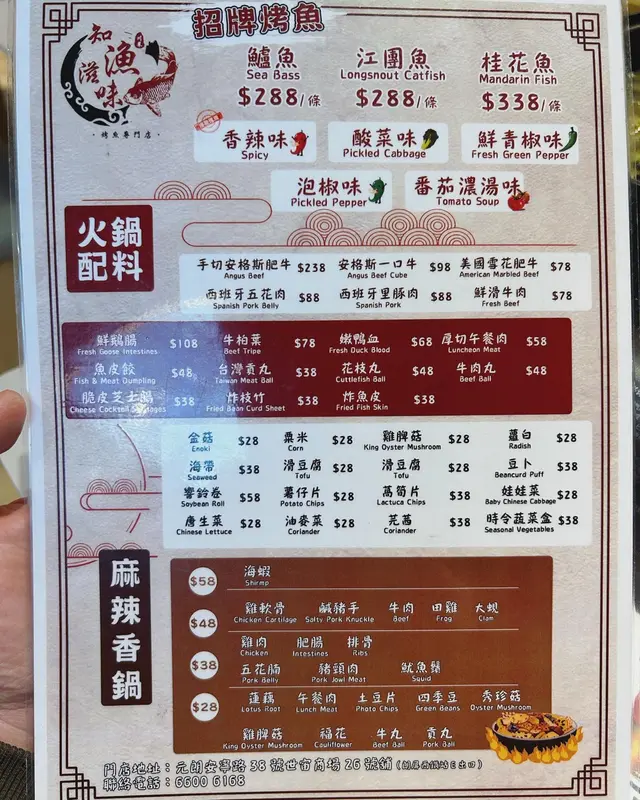 招牌烤魚
知漁滋味
·烤魚專門店·
鱸魚 江團魚 桂花魚
Sea Bass Longsnout Catfish Mandarin Fish
$288/條 $288/條 $338/條
香辣味 酸菜味 鮮青椒味
Spicy Pickled Cabbage Fresh Green Pepper
泡椒味 番茄濃湯味
Pickled Pepper Tomato Soup
火鍋配料
手切安格斯肥牛 $238 安格斯一口牛 $98 美國雪花肥牛 $78
Angus Beef Angus Beef Cube American Marbled Beef
西班牙五花肉 $88 西班牙里豚肉 $88 鮮滑牛肉 $78
Spanish Pork Belly Spanish Pork Fresh Beef
鮮鵝腸 $108 牛柏葉 $78 嫩鴨血 $68 厚切午餐肉 $58
Fresh Goose Intestines Beef Tripe Fresh Duck Blood Luncheon Meat
魚皮餃 $48 台灣貢丸 $38 花枝丸 $48 牛肉丸 $48
Fish & Meat Dumpling Taiwan Meat Ball Cuttlefish Ball Beef Ball
脆皮芝士腸 $38 炸枝竹 $38 炸魚皮 $38
Cheese Cocktail Sausages Fried Bean Curd Sheet Fried Fish Skin
金菇 $28 粟米 $28 雞脾菇 $28 蘿白 $28
Enoki Corn King Oyster Mushroom Radish
海帶 $38 滑豆腐 $28 滑豆腐 $28 豆卜 $38
Seaweed Tofu Tofu Beancurd Puff
響鈴卷 $58 薯仔片 $28 萵筍片 $38 娃娃菜 $28
Soybean Roll Potato Chips Lactuca Chips Baby Chinese Cabbage
唐生菜 $28 油麥菜 $28 芫茜 $38 時令蔬菜盒 $38
Chinese Lettuce Coriander Coriander Seasonal Vegetables
麻辣香鍋
$58 海蝦
Shirmp
$48 雞軟骨 鹹豬手 牛肉 田雞 大蜆
Chicken Cartilage Salty Pork Knuckle Beef Frog Clam
$38 雞肉 肥腸 排骨
Chicken Intestines Ribs
五花腩 豬頸肉 魷魚鬚
Pork Belly Pork Jowl Meat Squid
$28 蓮藕 午餐肉 土豆片 四季豆 秀珍菇
Lotus Root Lunch Meat Photo Chips Green Beans Oyster Mushroom
雞脾菇 福花 牛丸 貢丸
King Oyster Mushroom Cauliflower Beef Ball Pork Ball
門店地址：元朗安寧路38號世宙商場26號舖（朗屏西鐵站E出口）
聯絡電話：6600 6168